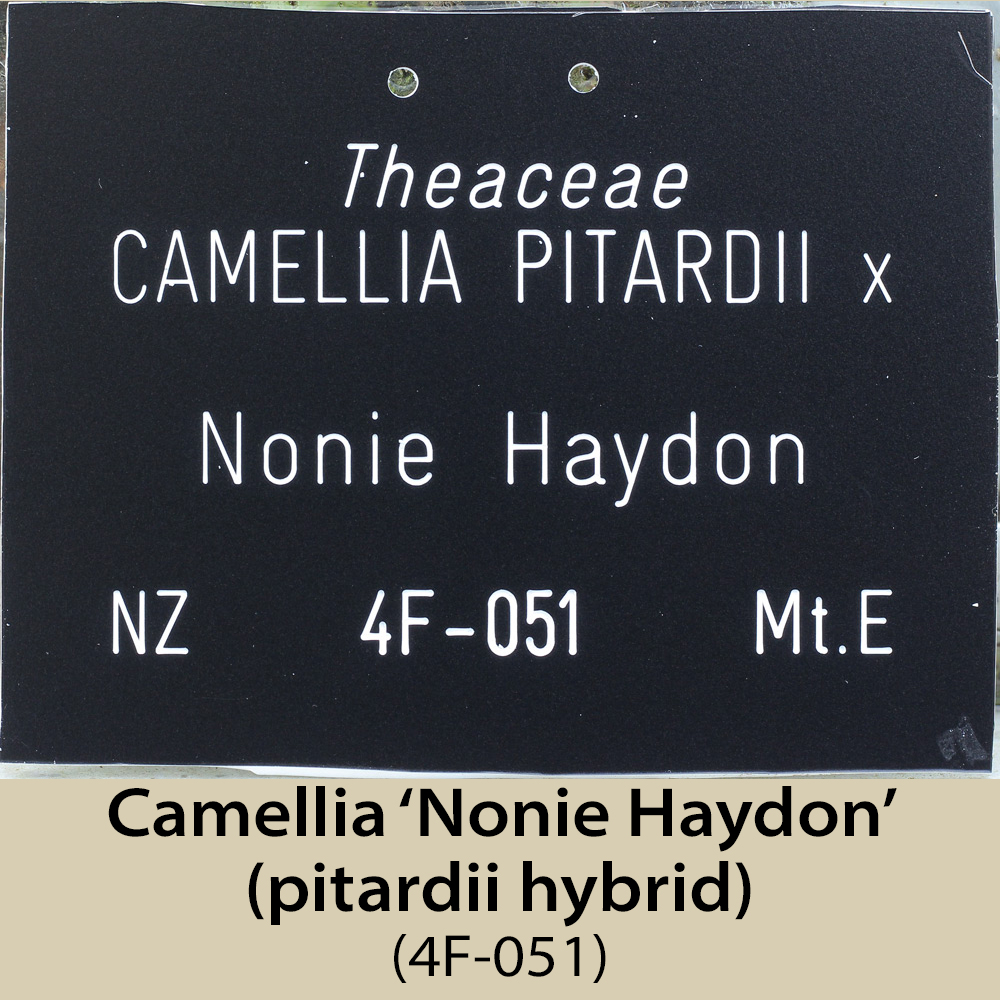 Theaceae
CAMELLIA PITARDII x
Nonie Haydon
NZ 4F-051 Mt.E
Camellia ‘Nonie Haydon’
(pitardii hybrid)
(4F-051)